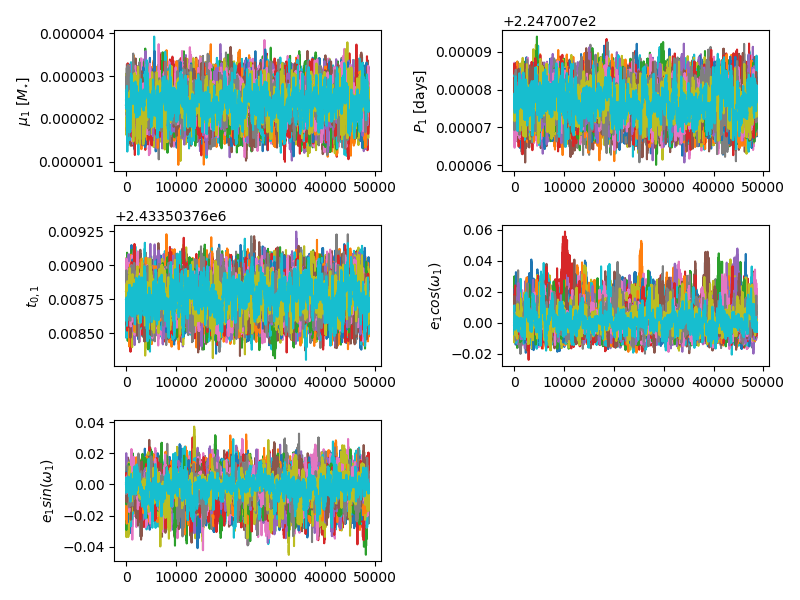 0.000004
0.000003
0.000002
0.000001
μ₁ [M⋆]
0 10000 20000 30000 40000 50000
+2.247007e2
0.00009
0.00008
0.00007
0.00006
P₁ [days]
0 10000 20000 30000 40000 50000
+2.43350376e6
0.00925
0.00900
0.00875
0.00850
t₀,₁
0 10000 20000 30000 40000 50000
0.06
0.04
0.02
0.00
−0.02
e₁cos(ω₁)
0 10000 20000 30000 40000 50000
0.04
0.02
0.00
−0.02
−0.04
e₁sin(ω₁)
0 10000 20000 30000 40000 50000